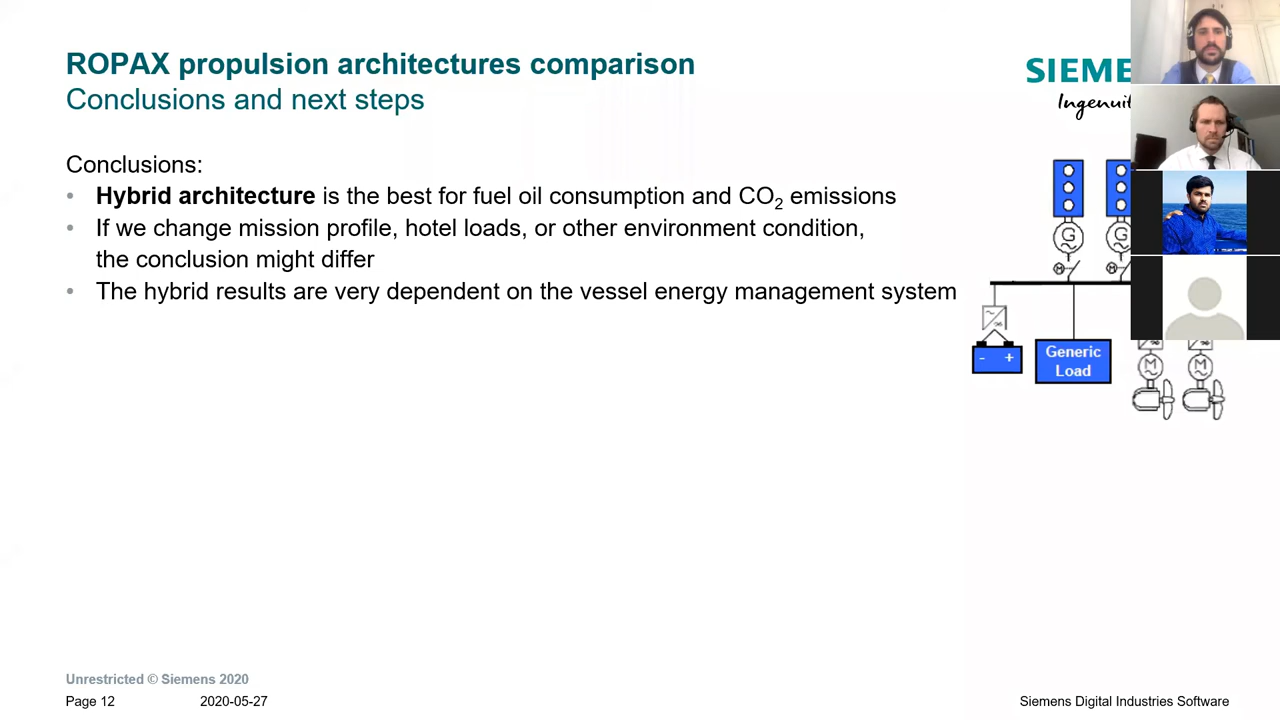 ROPAX propulsion architectures comparison
Conclusions and next steps
SIEME
Ingenuit
Conclusions:
• Hybrid architecture is the best for fuel oil consumption and CO2 emissions
• If we change mission profile, hotel loads, or other environment condition,
the conclusion might differ
• The hybrid results are very dependent on the vessel energy management system
G G
M M
- +
Generic
Load
M M
Unrestricted © Siemens 2020
Page 12 2020-05-27 Siemens Digital Industries Software